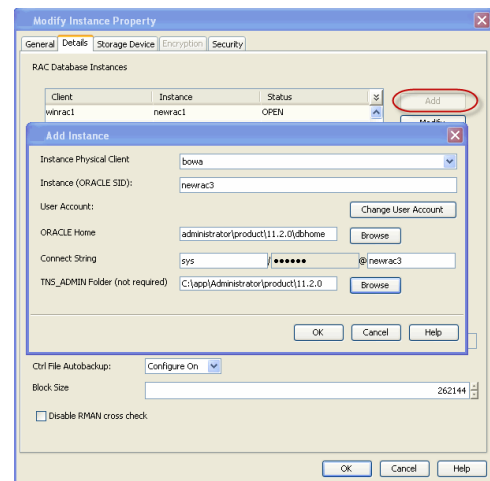 Modify Instance Property
General Details Storage Device Encryption Security
RAC Database Instances
Client Instance Status
winrac1 newrac1 OPEN
Add
Modify
Add Instance
Instance Physical Client bowa
Instance (ORACLE SID): newrac3
User Account: Change User Account
ORACLE Home administrator\product\11.2.0\dbhome Browse
Connect String sys / ●●●●●● @ newrac3
TNS_ADMIN Folder (not required) C:\app\Administrator\product\11.2.0 Browse
OK Cancel Help
Ctrl File Autobackup: Configure On
Block Size 262144
Disable RMAN cross check
OK Cancel Help